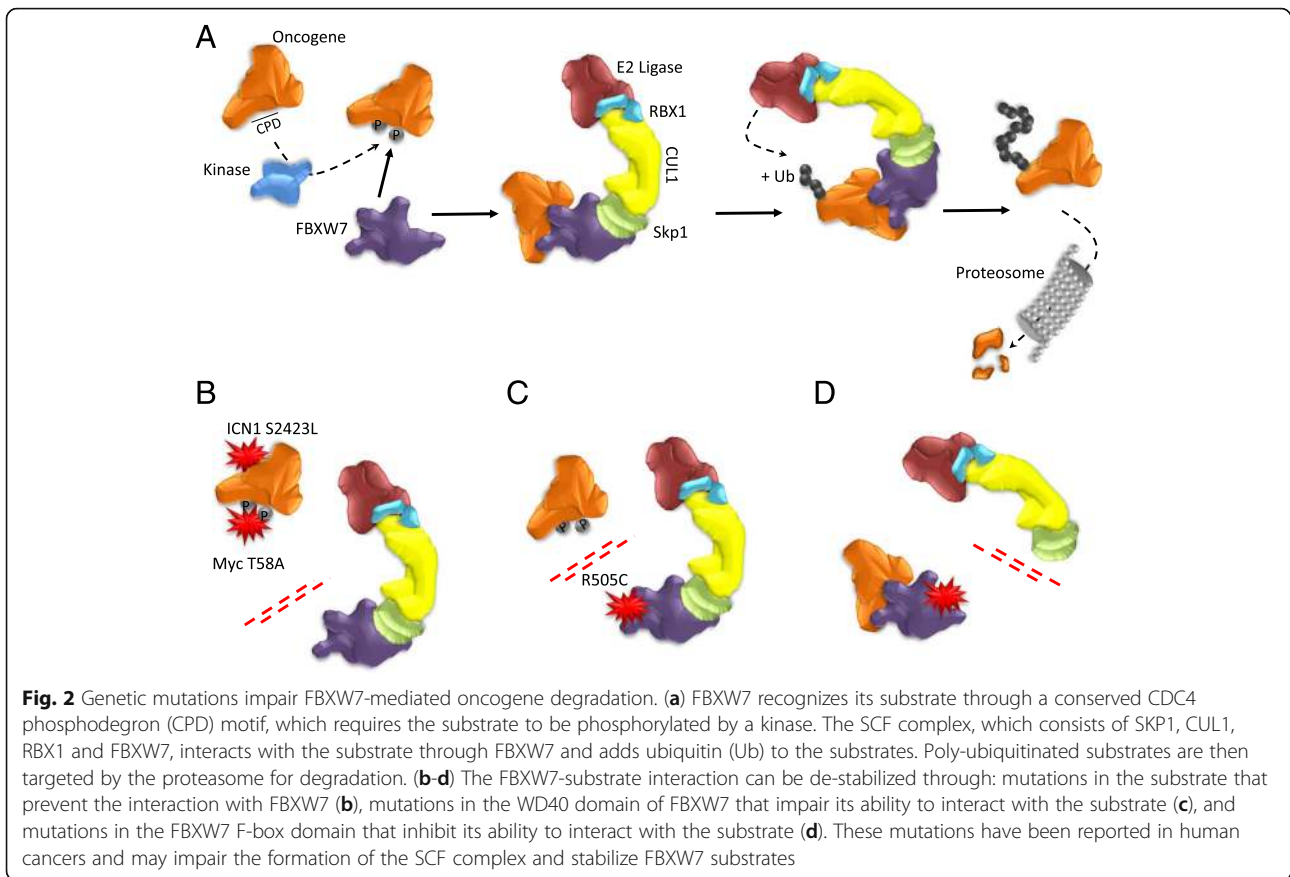 A
Oncogene
E2 Ligase
CPD
P
P
RBX1
Kinase
CUL1
+ Ub
FBXW7
Skp1
Proteosome
B
C
D
ICN1 S2423L
P
P
Myc T58A
P
P
R505C
Fig. 2 Genetic mutations impair FBXW7-mediated oncogene degradation. (a) FBXW7 recognizes its substrate through a conserved CDC4
phosphodegron (CPD) motif, which requires the substrate to be phosphorylated by a kinase. The SCF complex, which consists of SKP1, CUL1,
RBX1 and FBXW7, interacts with the substrate through FBXW7 and adds ubiquitin (Ub) to the substrates. Poly-ubiquitinated substrates are then
targeted by the proteasome for degradation. (b-d) The FBXW7-substrate interaction can be de-stabilized through: mutations in the substrate that
prevent the interaction with FBXW7 (b), mutations in the WD40 domain of FBXW7 that impair its ability to interact with the substrate (c), and
mutations in the FBXW7 F-box domain that inhibit its ability to interact with the substrate (d). These mutations have been reported in human
cancers and may impair the formation of the SCF complex and stabilize FBXW7 substrates